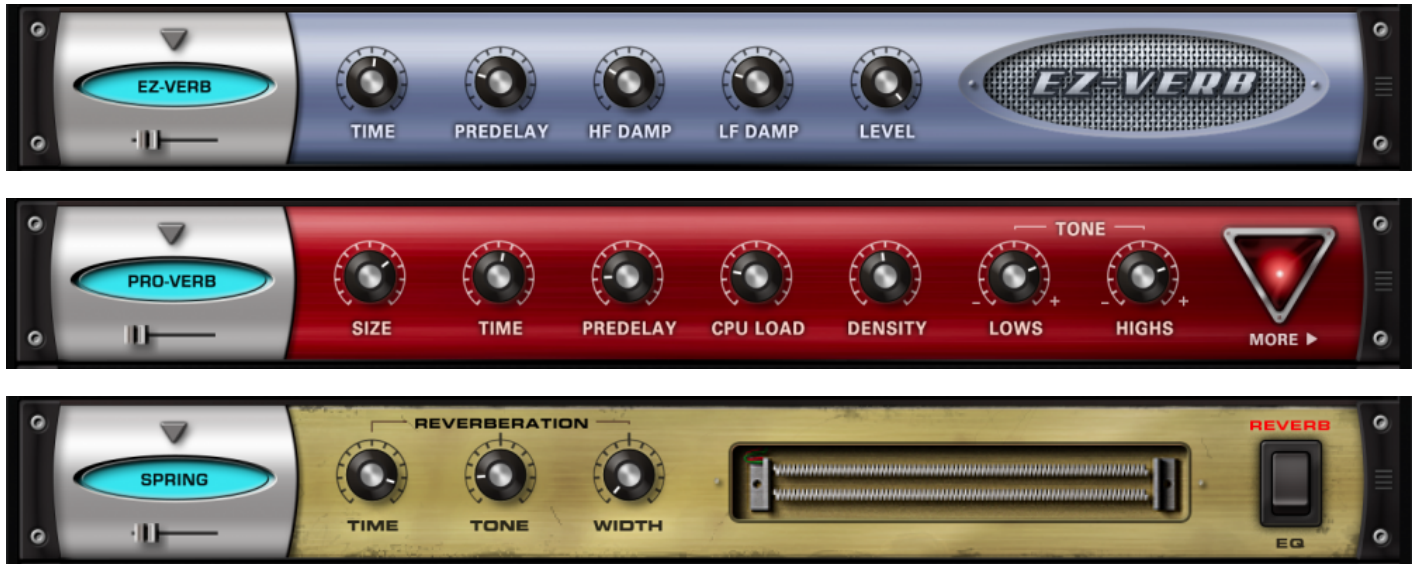 EZ-VERB
TIME PREDELAY HF DAMP LF DAMP LEVEL
EZ-VERB
PRO-VERB
TONE
SIZE TIME PREDELAY CPU LOAD DENSITY LOWS HIGHS
− + − +
MORE ▶
SPRING
REVERBERATION
TIME TONE WIDTH
REVERB
EQ